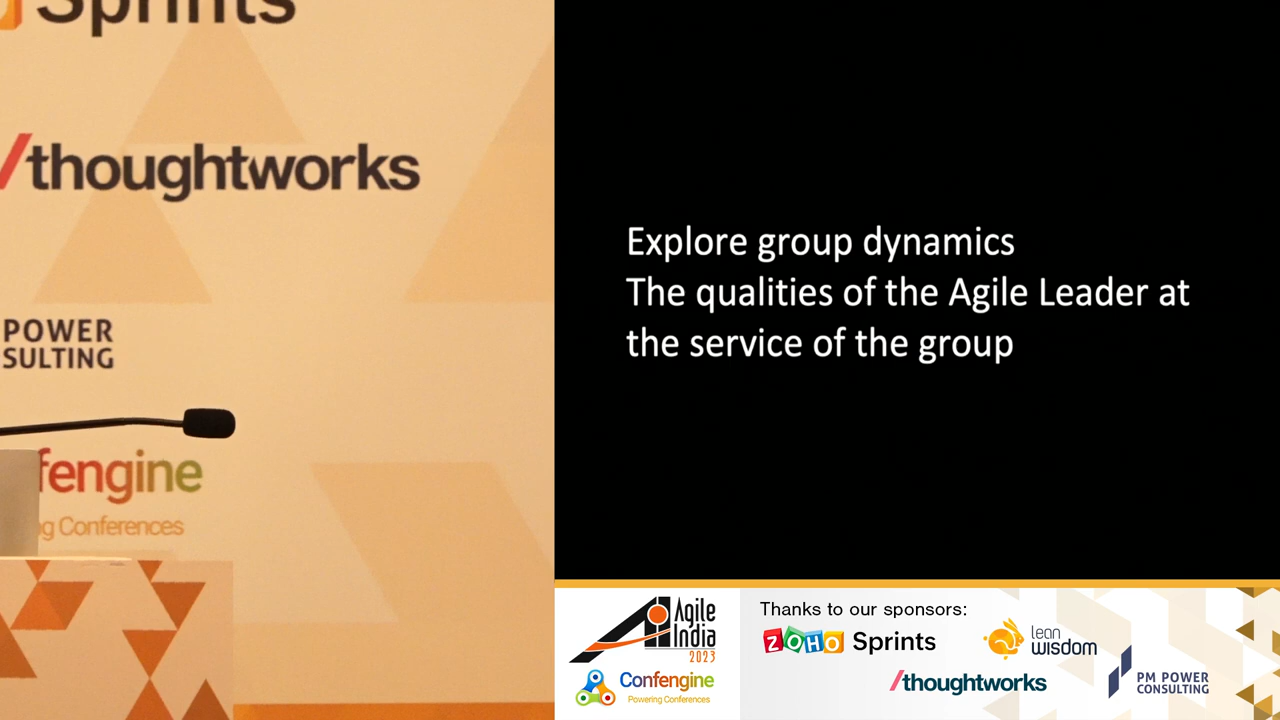 Sprints
/thoughtworks
POWER
SULTING
fengine
g Conferences
Explore group dynamics
The qualities of the Agile Leader at
the service of the group
Agile
India
2023
Confengine
Powering Conferences
Thanks to our sponsors:
ZOHO Sprints
lean
wisdom
/thoughtworks
PM POWER
CONSULTING